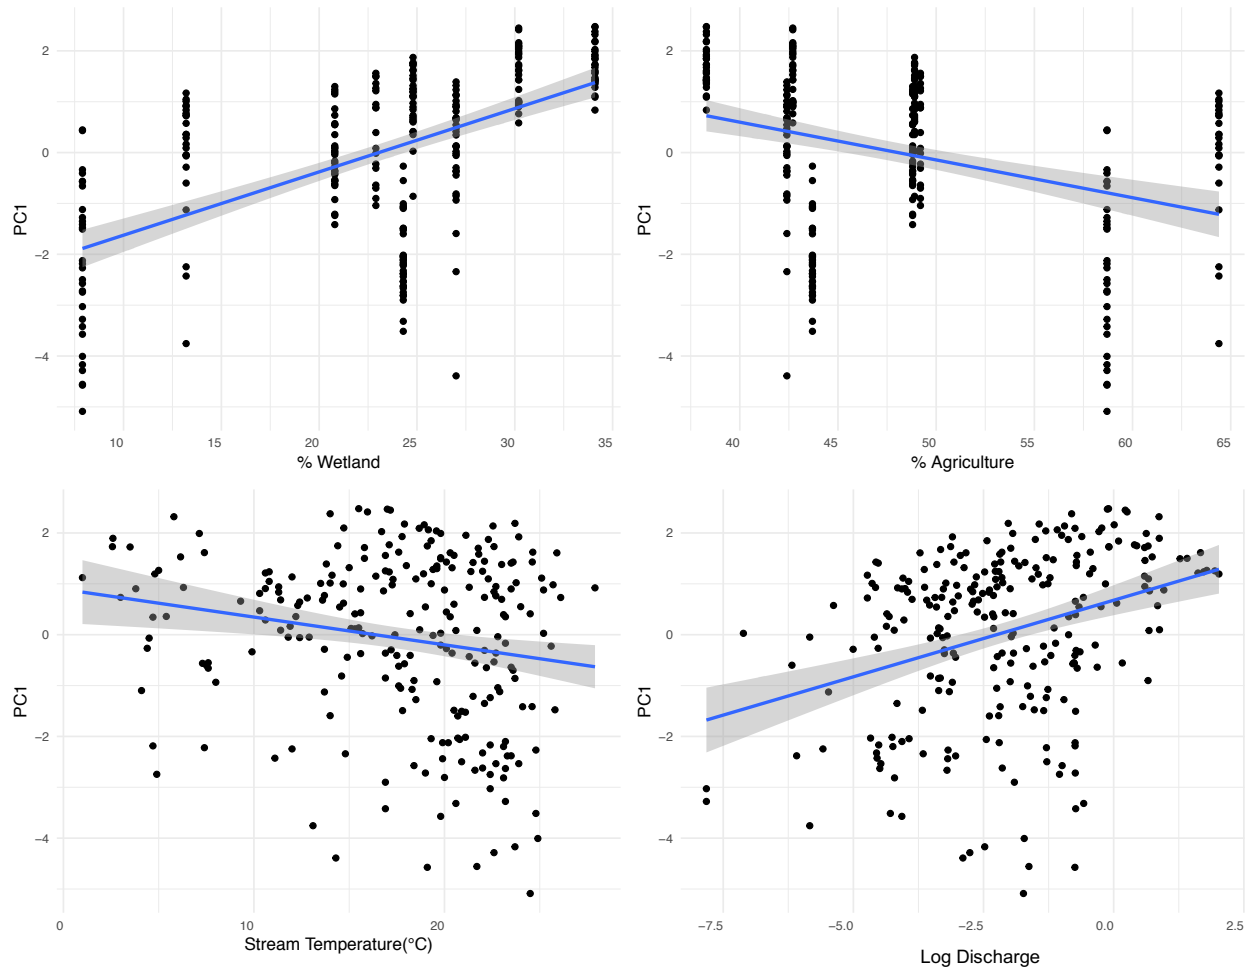 2
0
−2
−4
PC1
10 15 20 25 30 35
% Wetland
2
0
−2
−4
PC1
40 45 50 55 60 65
% Agriculture
2
0
−2
−4
PC1
0 10 20
Stream Temperature(°C)
2
0
−2
−4
PC1
−7.5 −5.0 −2.5 0.0 2.5
Log Discharge